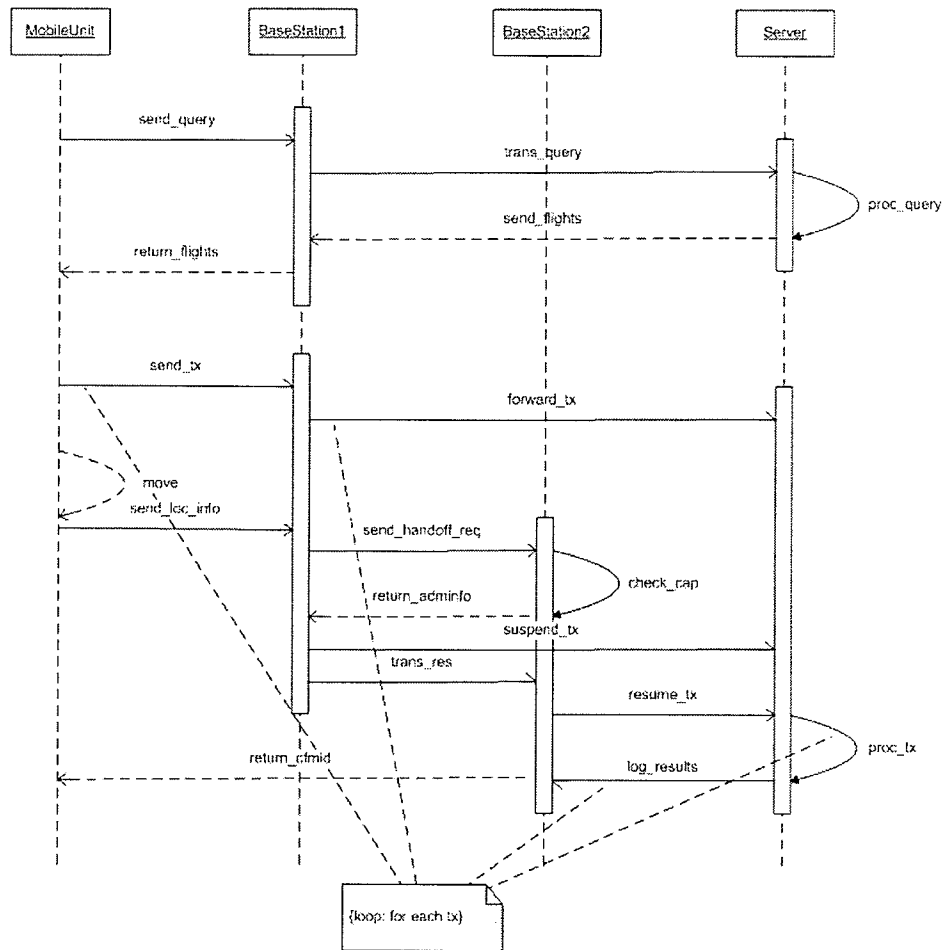 MobileUnit
BaseStation1
BaseStation2
Server
send_query
trans_query
proc_query
send_flights
return_flights
send_tx
forward_tx
move
send_loc_info
send_handoff_req
check_cap
return_adminfo
suspend_tx
trans_res
resume_tx
proc_tx
return_cfmid
log_results
{loop: for each tx}